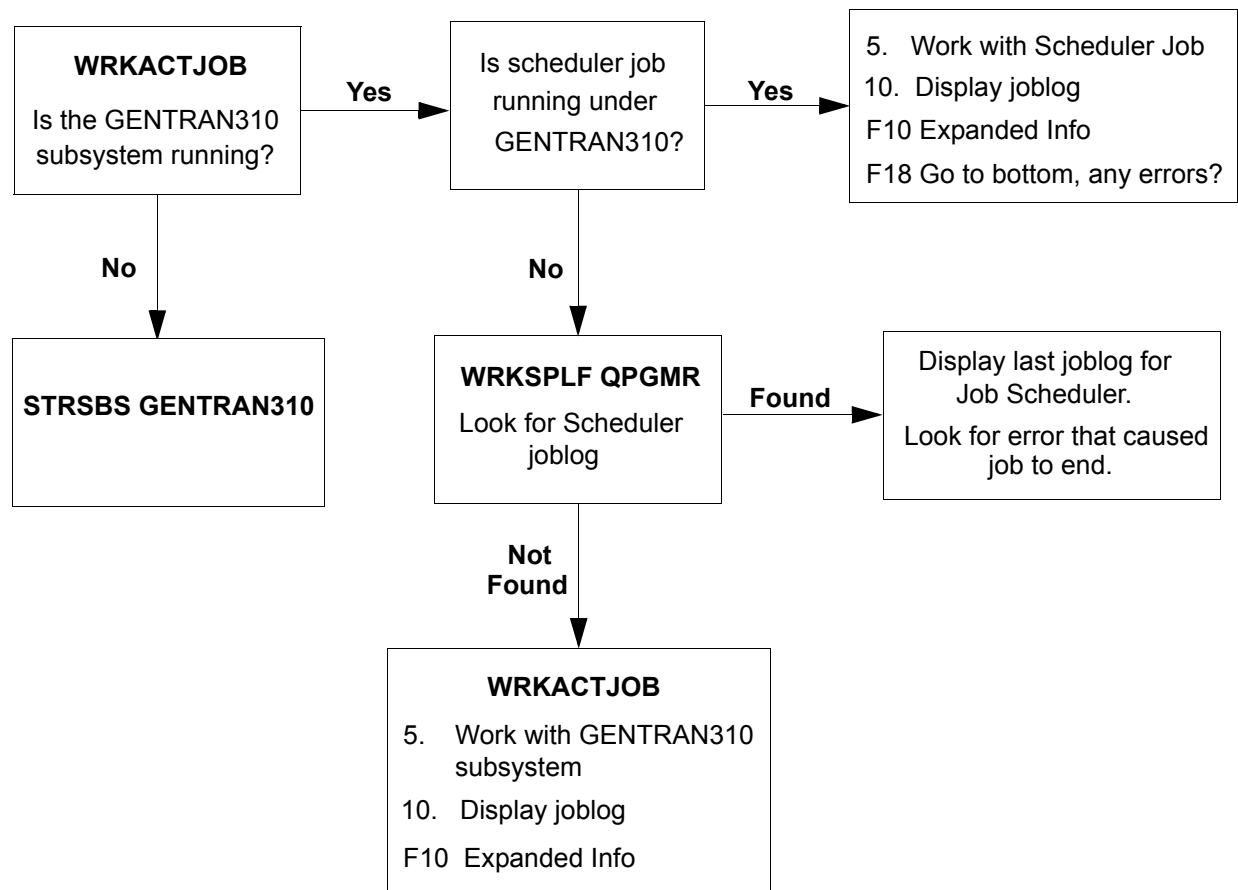 WRKACTJOB
Is the GENTRAN310
subsystem running?
Yes
Is scheduler job
running under
GENTRAN310?
Yes
5. Work with Scheduler Job
10. Display joblog
F10 Expanded Info
F18 Go to bottom, any errors?
No
No
STRSBS GENTRAN310
WRKSPLF QPGMR
Look for Scheduler
joblog
Found
Display last joblog for
Job Scheduler.
Look for error that caused
job to end.
Not
Found
WRKACTJOB
5. Work with GENTRAN310
subsystem
10. Display joblog
F10 Expanded Info